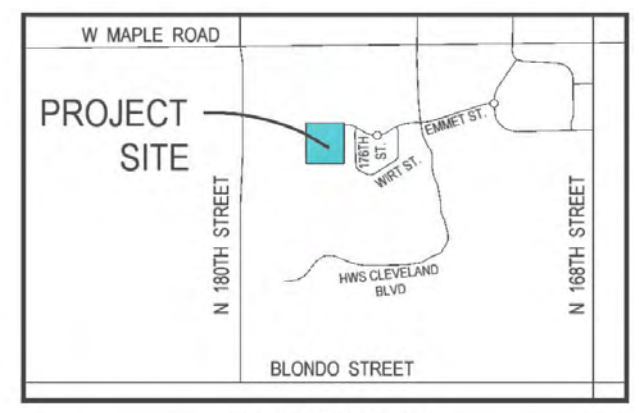 W MAPLE ROAD
PROJECT
SITE
176TH
ST.
EMMET ST.
WIRT ST.
N 180TH STREET
N 168TH STREET
HWS CLEVELAND
BLVD
BLONDO STREET